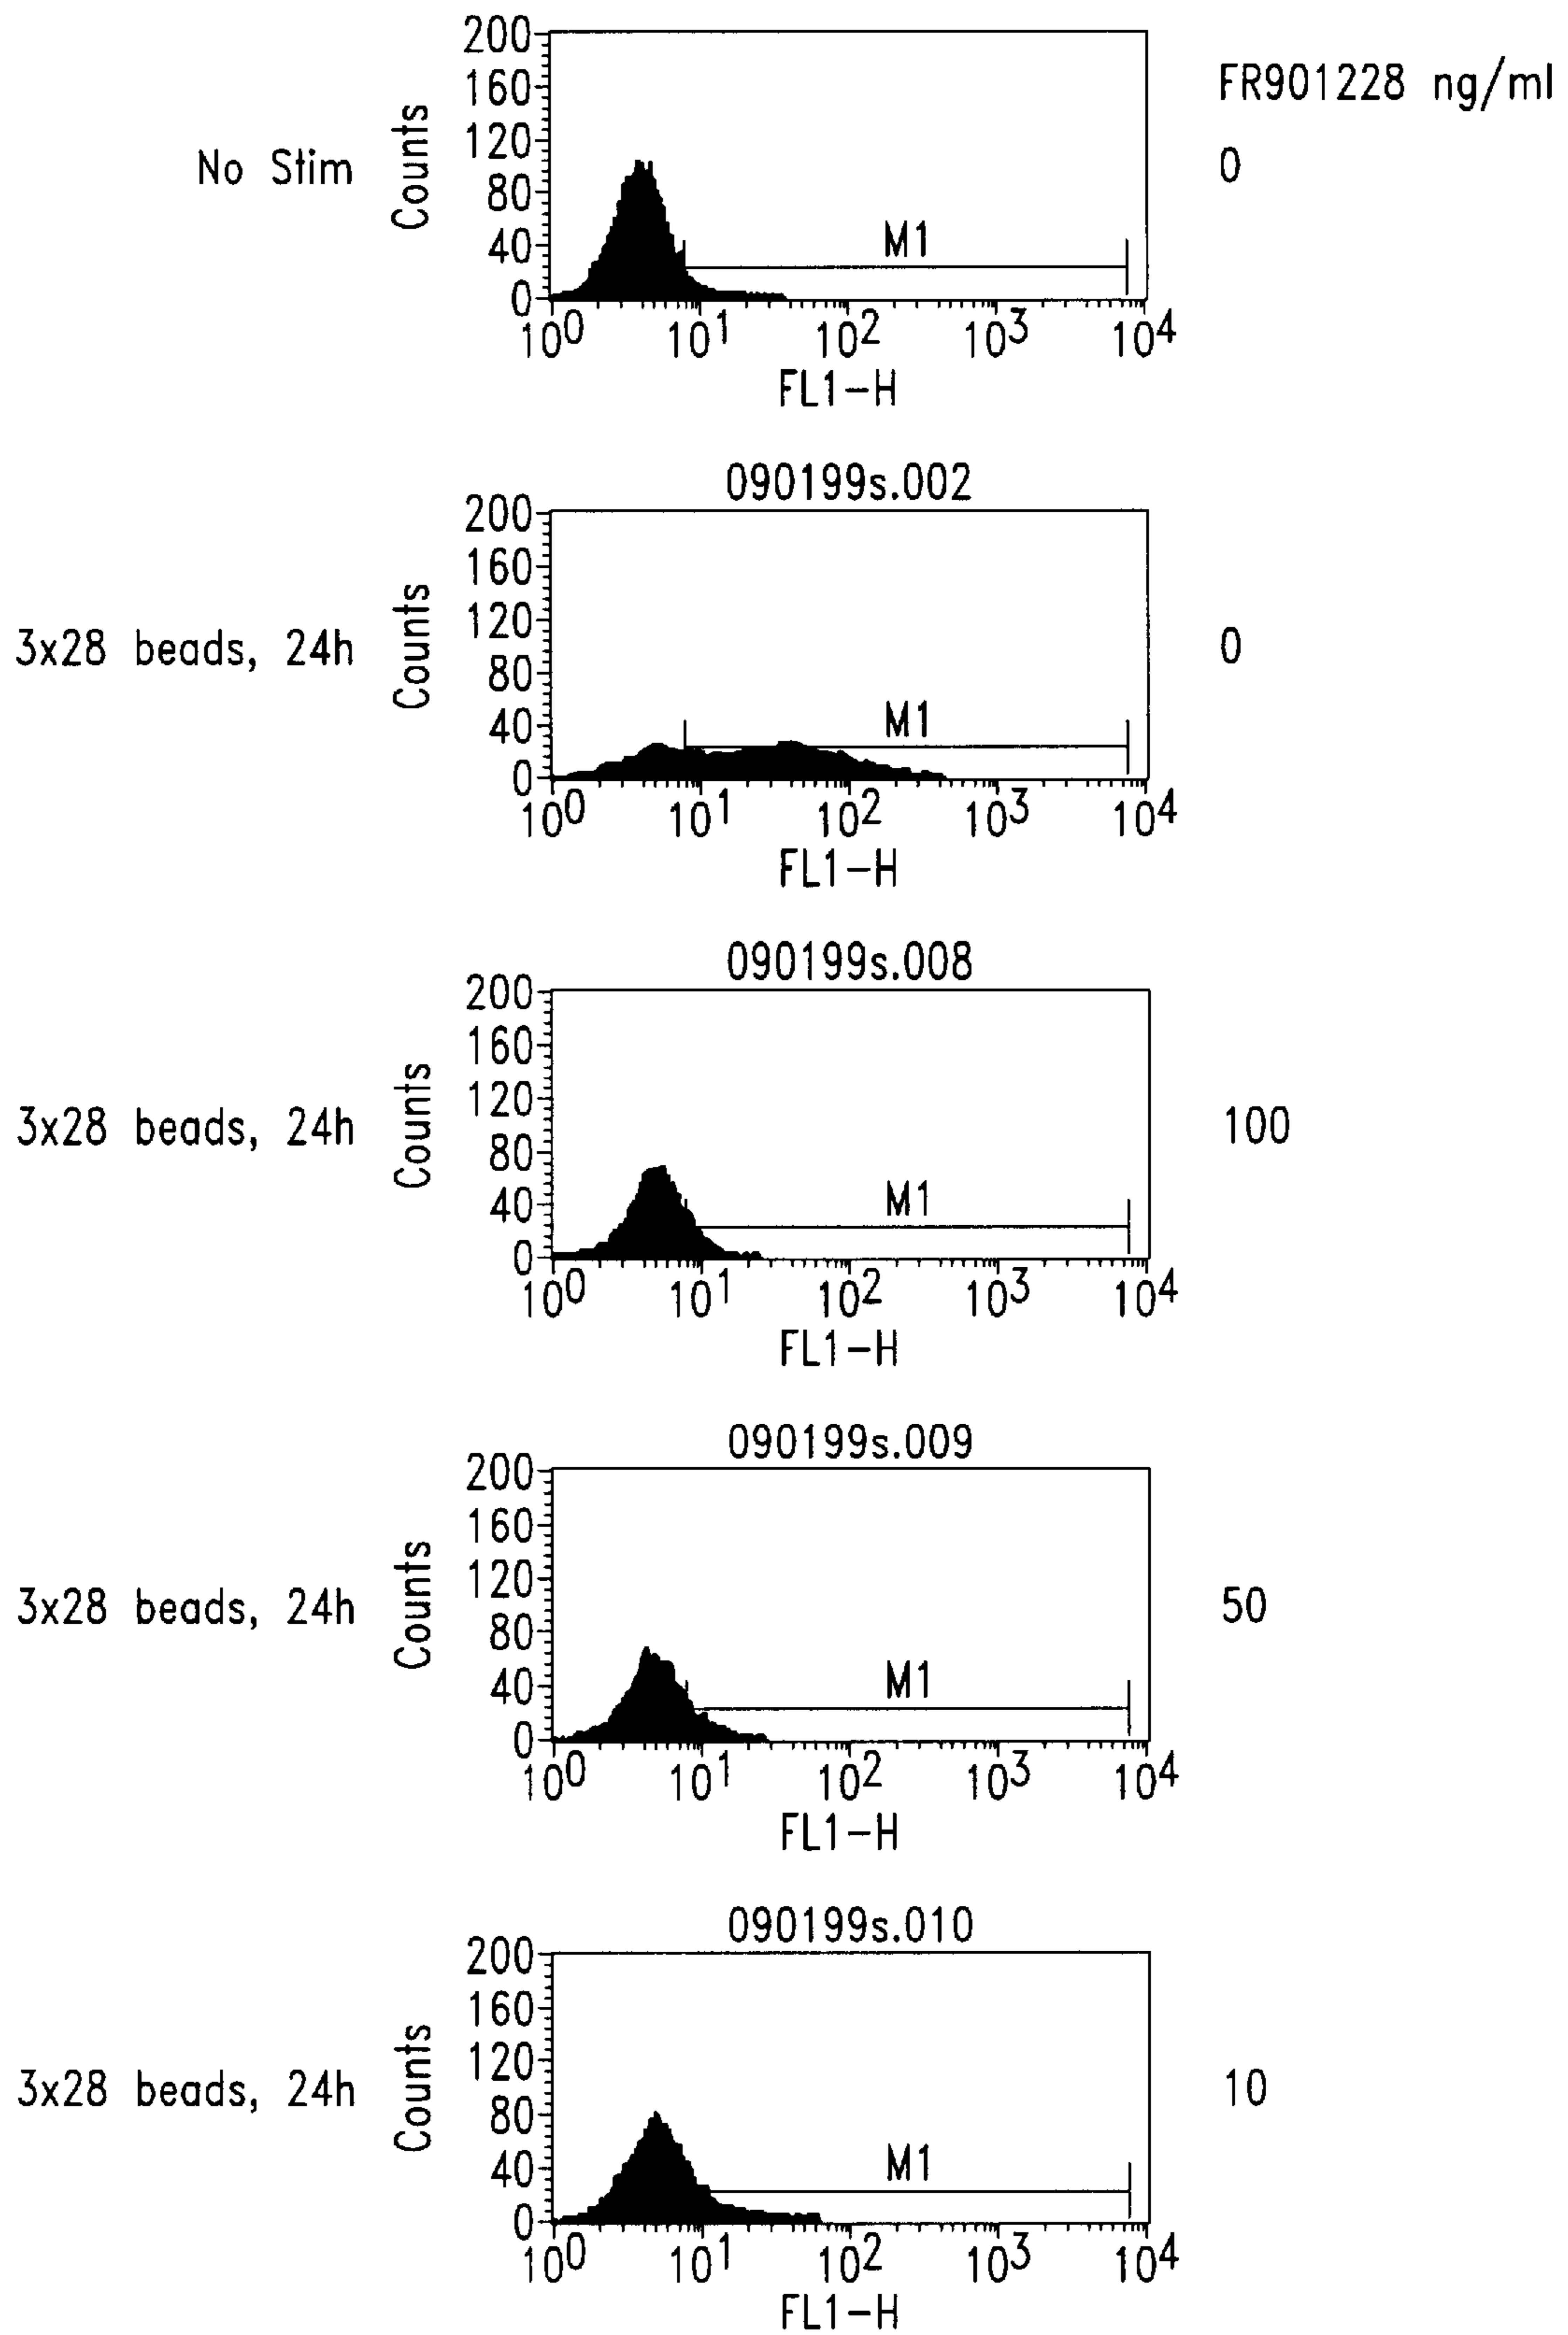 FR901228 ng/ml
No Stim
Counts
200
160
120
80
40
0
M1
0
10^0 10^1 10^2 10^3 10^4
FL1-H
090199s.002
3x28 beads, 24h
Counts
200
160
120
80
40
0
M1
0
10^0 10^1 10^2 10^3 10^4
FL1-H
090199s.008
3x28 beads, 24h
Counts
200
160
120
80
40
0
M1
100
10^0 10^1 10^2 10^3 10^4
FL1-H
090199s.009
3x28 beads, 24h
Counts
200
160
120
80
40
0
M1
50
10^0 10^1 10^2 10^3 10^4
FL1-H
090199s.010
3x28 beads, 24h
Counts
200
160
120
80
40
0
M1
10
10^0 10^1 10^2 10^3 10^4
FL1-H